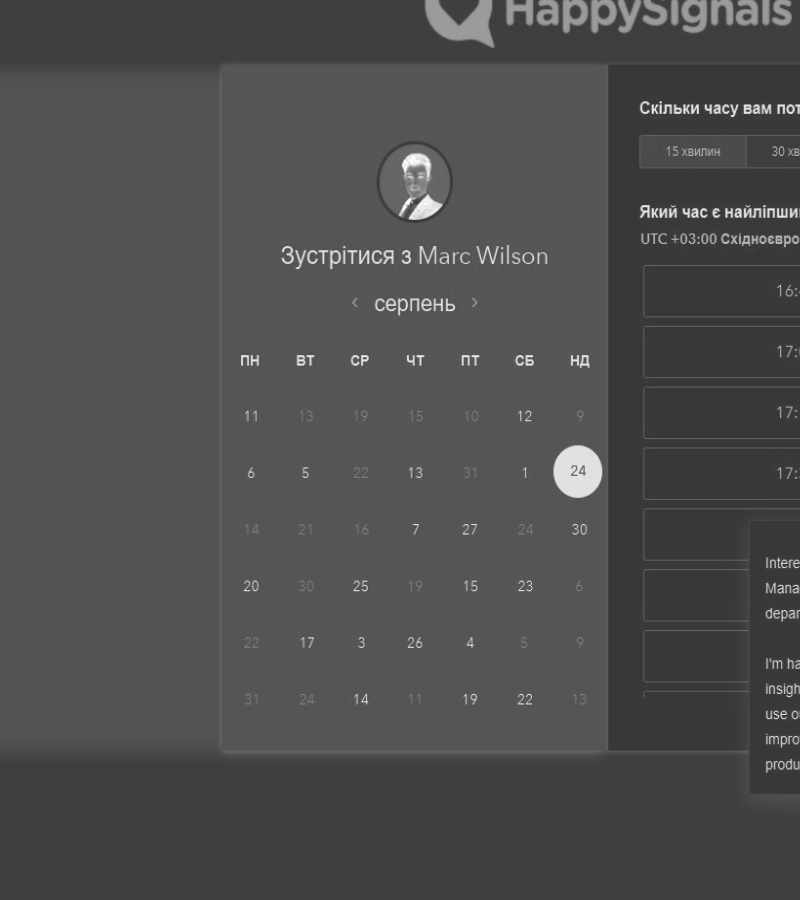 HappySignals
Зустрітися з Marc Wilson
< серпень >
ПН ВТ СР ЧТ ПТ СБ НД
11 13 19 15 10 12 9
6 5 22 13 31 1 24
14 21 16 7 27 24 30
20 30 25 19 15 23 6
22 17 3 26 4 5 9
31 24 14 11 19 22 13
Скільки часу вам пот
15 хвилин 30 хв
Який час є найліпши
UTC +03:00 Східноєвро
16:
17:
17:
17:
Intere
Mana
depar
I'm ha
insigh
use o
impro
produ